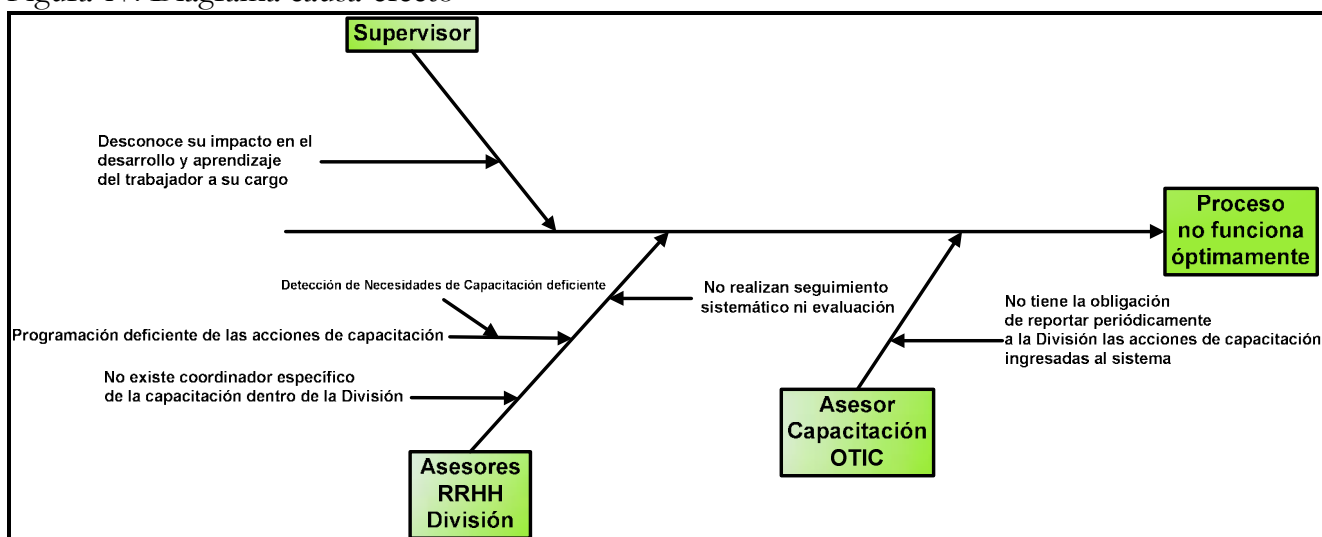 Supervisor
Desconoce su impacto en el
desarrollo y aprendizaje
del trabajador a su cargo
Proceso
no funciona
óptimamente
Detección de Necesidades de Capacitación deficiente
No realizan seguimiento
sistemático ni evaluación
Programación deficiente de las acciones de capacitación
No existe coordinador específico
de la capacitación dentro de la División
No tiene la obligación
de reportar periódicamente
a la División las acciones de capacitación
ingresadas al sistema
Asesores
RRHH
División
Asesor
Capacitación
OTIC